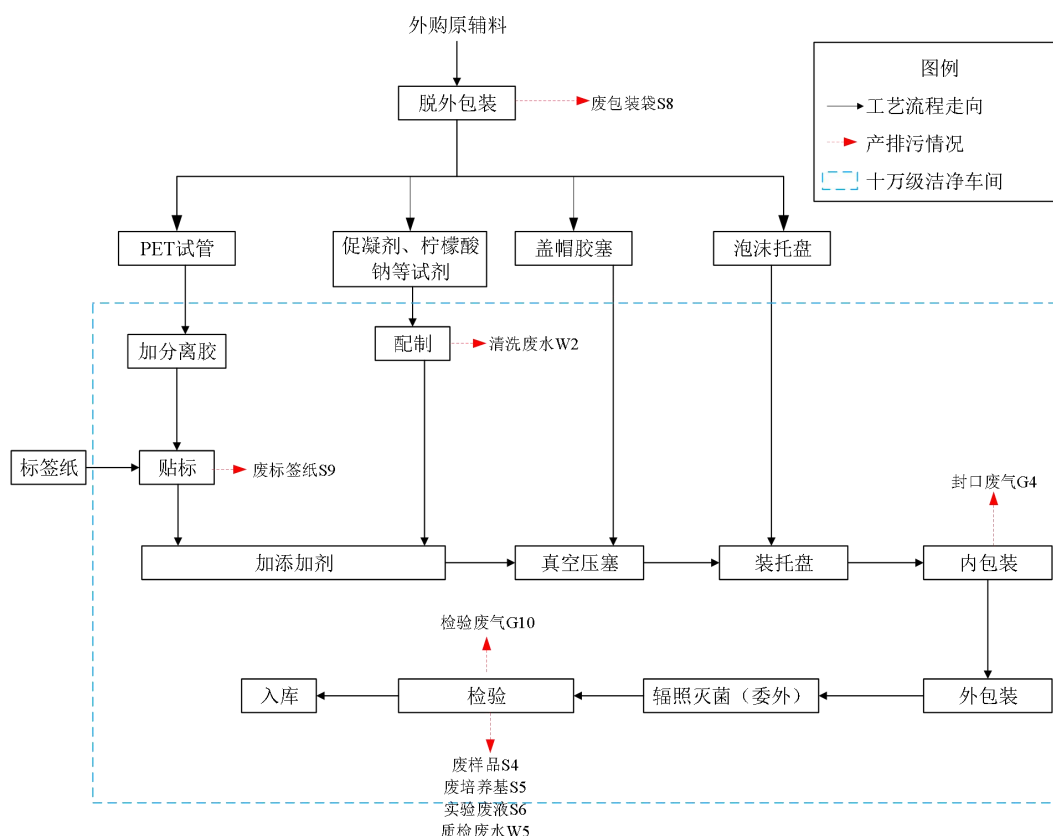 外购原辅料
图例
脱外包装
废包装袋S8
工艺流程走向
产排污情况
十万级洁净车间
PET试管
促凝剂、柠檬酸
钠等试剂
盖帽胶塞
泡沫托盘
加分离胶
配制
清洗废水W2
标签纸
贴标
废标签纸S9
封口废气G4
加添加剂
真空压塞
装托盘
内包装
检验废气G10
入库
检验
辐照灭菌（委外）
外包装
废样品S4
废培养基S5
实验废液S6
质检废水W5